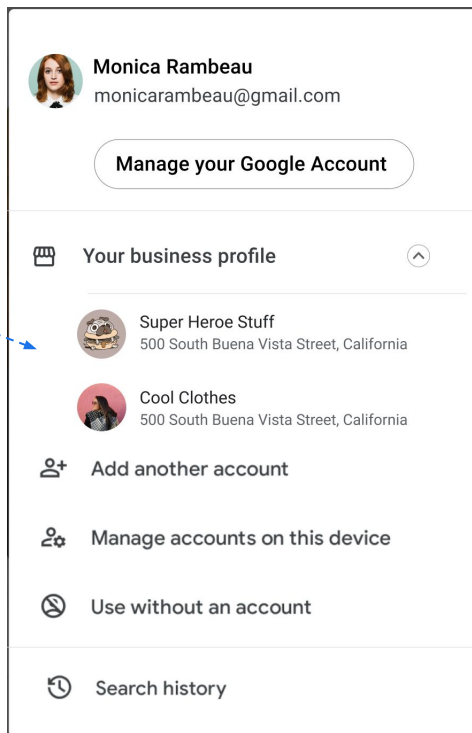 Monica Rambeau
monicarambeau@gmail.com
Manage your Google Account
Your business profile
Super Heroe Stuff
500 South Buena Vista Street, California
Cool Clothes
500 South Buena Vista Street, California
Add another account
Manage accounts on this device
Use without an account
Search history